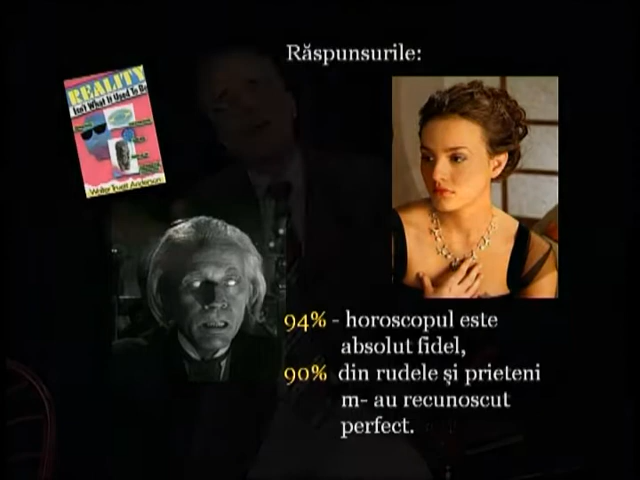 Răspunsurile:
REALITY
Isn't What It Used To Be
Walter Truett Anderson
94% - horoscopul este
absolut fidel,
90% din rudele și prieteni
m- au recunoscut
perfect.